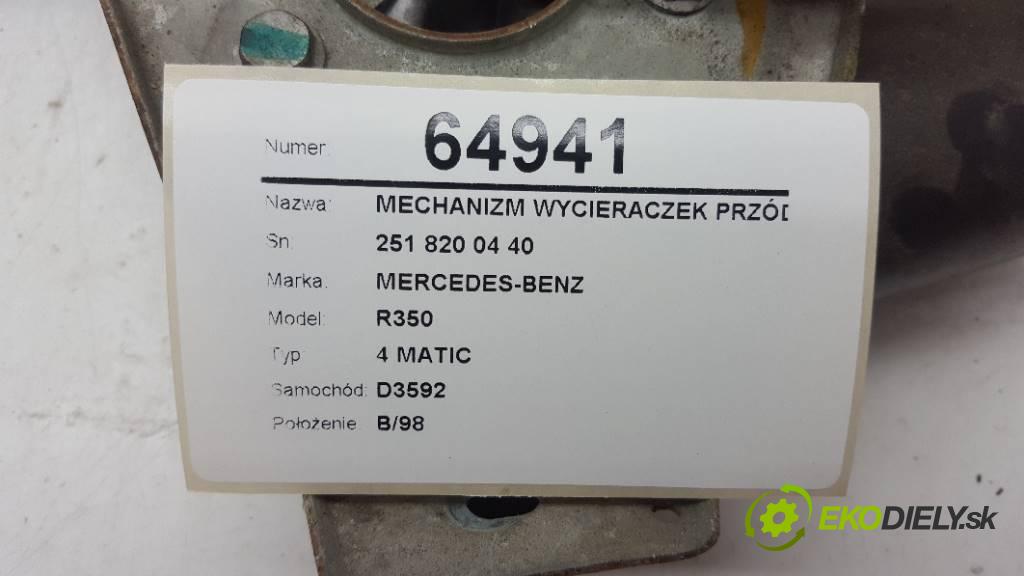 Numer: 64941
Nazwa: MECHANIZM WYCIERACZEK PRZÓD
Sn: 251 820 04 40
Marka: MERCEDES-BENZ
Model: R350
Typ: 4 MATIC
Samochód: D3592
Położenie: B/98
EKODIELY.sk